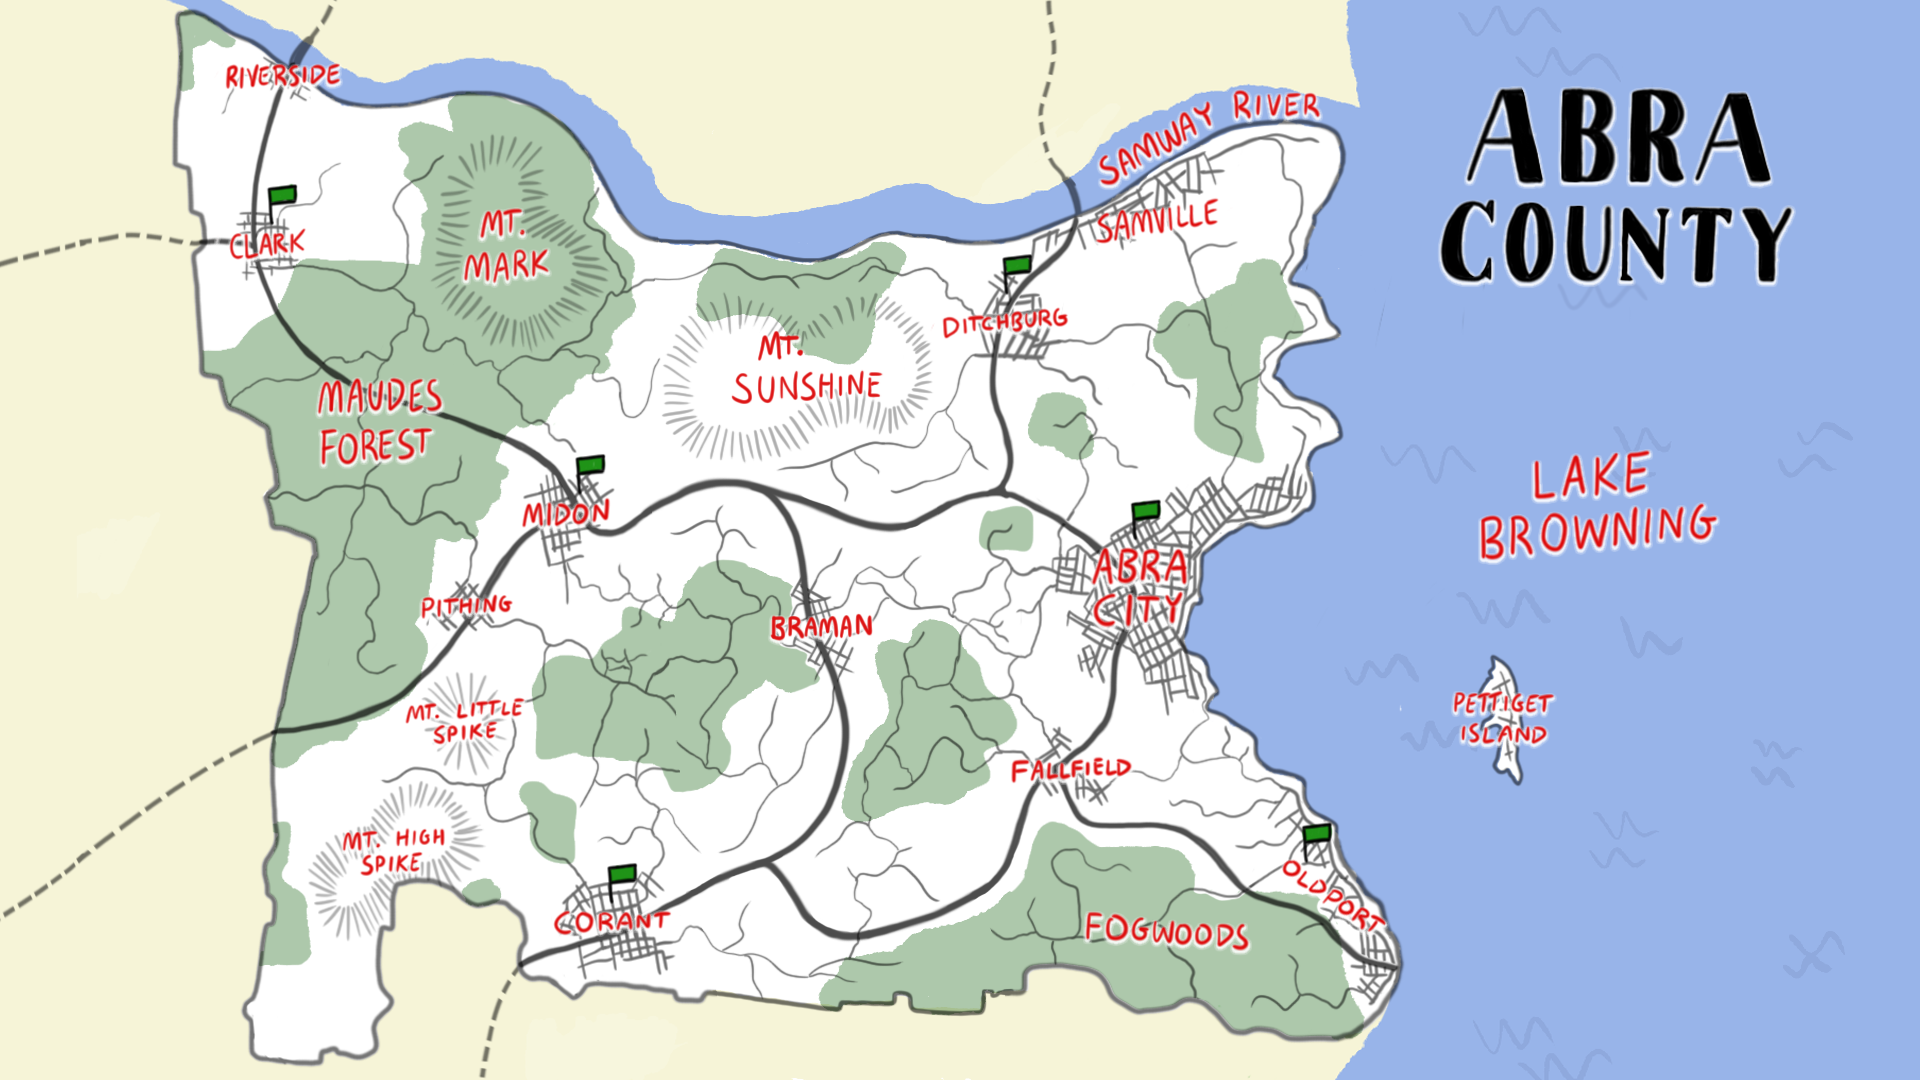 ABRA
COUNTY
RIVERSIDE
SAMWAY RIVER
CLARK
MT.
MARK
SAMVILLE
DITCHBURG
MT.
SUNSHINE
MAUDES
FOREST
LAKE
BROWNING
MIDON
ABRA
CITY
PITHING
BRAMAN
MT. LITTLE
SPIKE
PETTIGET
ISLAND
FALLFIELD
MT. HIGH
SPIKE
OLDPORT
CORANT
FOGWOODS